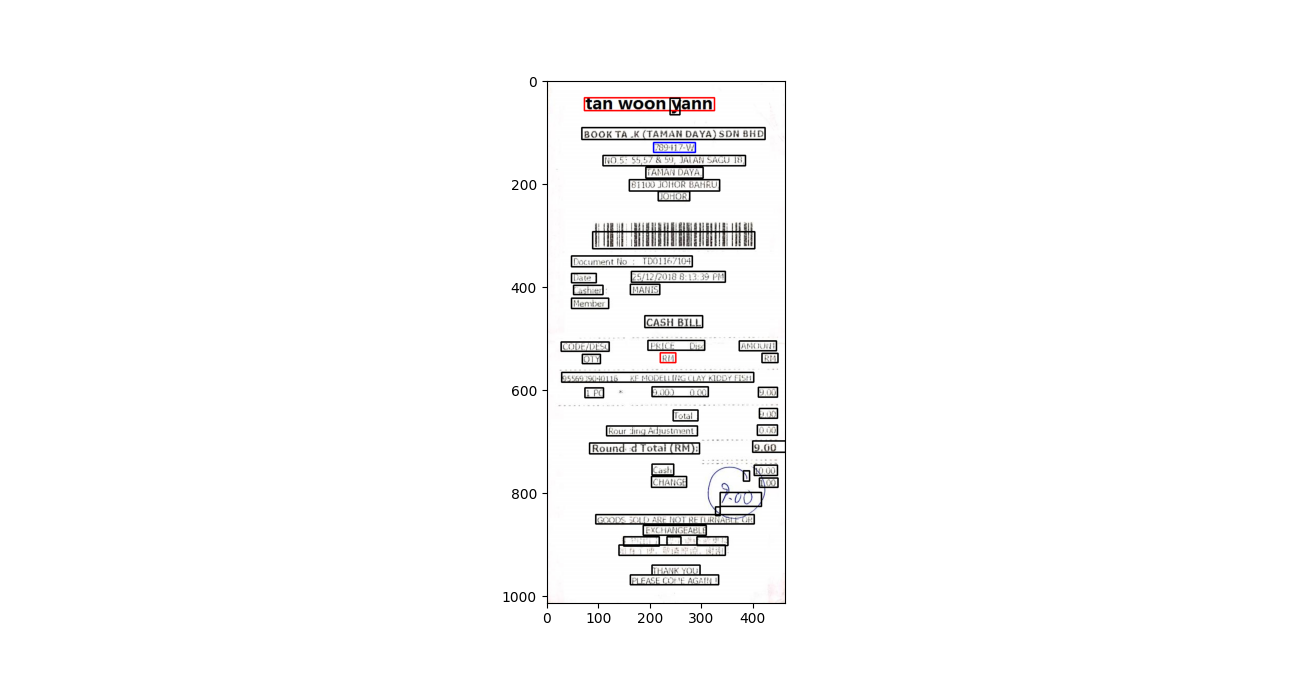 tan woon yann
BOOK TA .K (TAMAN DAYA) SDN BHD
789417-W
NO.5: 55,57 & 59, JALAN SAGU 18
TAMAN DAYA
81100 JOHOR BAHRU
JOHOR
Document No : TD01167104
Date 25/12/2018 8:13:39 PM
Cashier MANIS
Member
CASH BILL
CODE/DESC PRICE Disc AMOUNT
QTY RM RM
KF MODELLING CLAY KIDDY FISH
1 PC * 9.000 0.00 9.00
Total 9.00
Rour ding Adjustment 0.00
Round d Total (RM): 9.00
Cash 10.00
CHANGE 1.00
9.00
GOODS SOLD ARE NOT RETURNABLE OR
EXCHANGEABLE
THANK YOU
PLEASE COME AGAIN !
0
200
400
600
800
1000
0 100 200 300 400